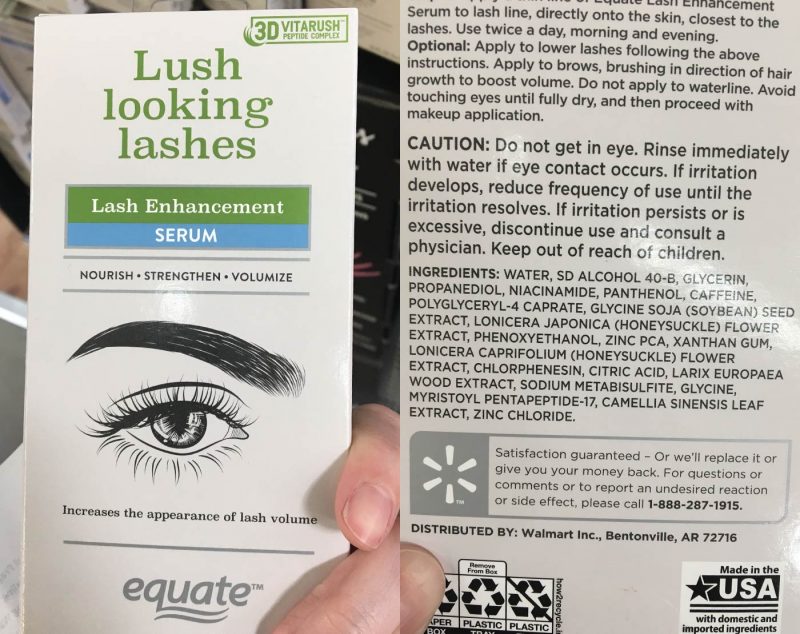 3D VITARUSH™
PEPTIDE COMPLEX
Lush
looking
lashes
Lash Enhancement
SERUM
NOURISH • STRENGTHEN • VOLUMIZE
Increases the appearance of lash volume
equate™
of Equate Lash Enhancement
Serum to lash line, directly onto the skin, closest to the
lashes. Use twice a day, morning and evening.
Optional: Apply to lower lashes following the above
instructions. Apply to brows, brushing in direction of hair
growth to boost volume. Do not apply to waterline. Avoid
touching eyes until fully dry, and then proceed with
makeup application.
CAUTION: Do not get in eye. Rinse immediately
with water if eye contact occurs. If irritation
develops, reduce frequency of use until the
irritation resolves. If irritation persists or is
excessive, discontinue use and consult a
physician. Keep out of reach of children.
INGREDIENTS: WATER, SD ALCOHOL 40-B, GLYCERIN,
PROPANEDIOL, NIACINAMIDE, PANTHENOL, CAFFEINE,
POLYGLYCERYL-4 CAPRATE, GLYCINE SOJA (SOYBEAN) SEED
EXTRACT, LONICERA JAPONICA (HONEYSUCKLE) FLOWER
EXTRACT, PHENOXYETHANOL, ZINC PCA, XANTHAN GUM,
LONICERA CAPRIFOLIUM (HONEYSUCKLE) FLOWER
EXTRACT, CHLORPHENESIN, CITRIC ACID, LARIX EUROPAEA
WOOD EXTRACT, SODIUM METABISULFITE, GLYCINE,
MYRISTOYL PENTAPEPTIDE-17, CAMELLIA SINENSIS LEAF
EXTRACT, ZINC CHLORIDE.
Satisfaction guaranteed – Or we'll replace it or
give you your money back. For questions or
comments or to report an undesired reaction
or side effect, please call 1-888-287-1915.
™
DISTRIBUTED BY: Walmart Inc., Bentonville, AR 72716
Remove
From Box
PLASTIC PLASTIC
BOX TRAY
how2recycle.i
Made in the
USA
with domestic and
imported ingredients